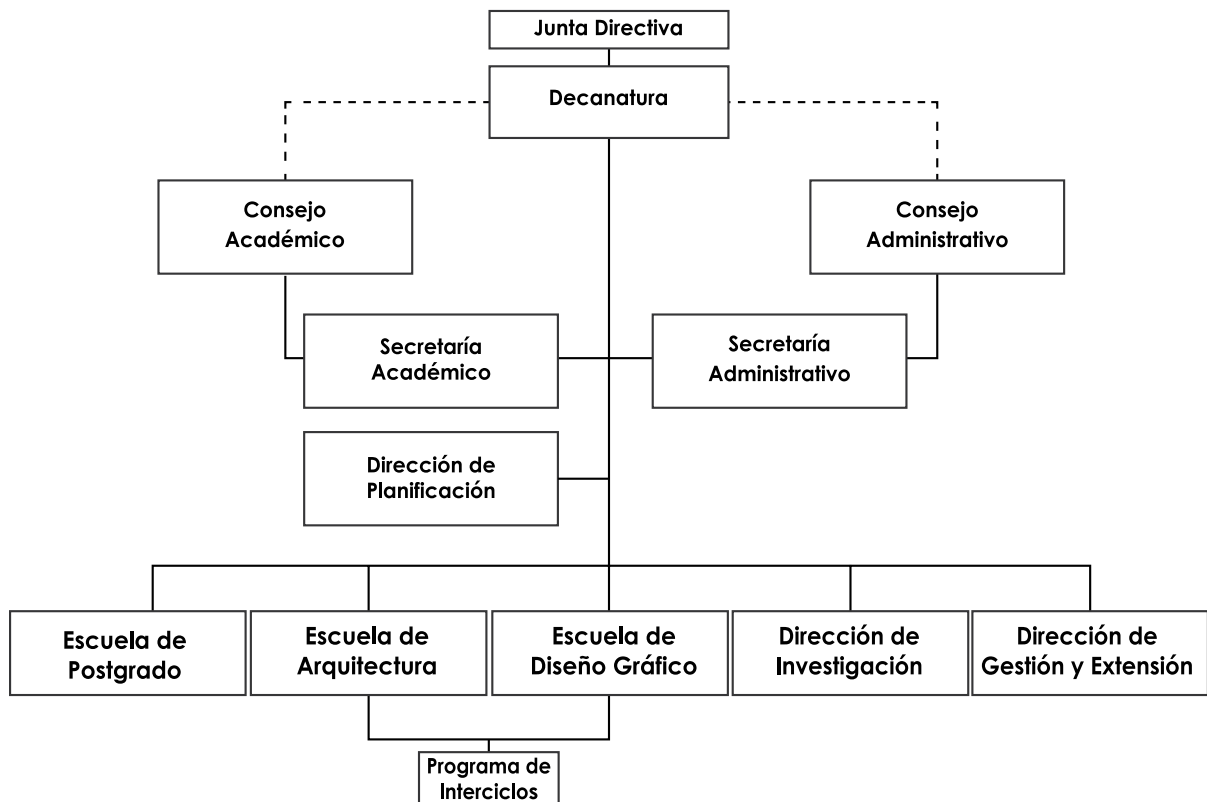 Junta Directiva
Decanatura
Consejo
Académico
Consejo
Administrativo
Secretaría
Académico
Secretaría
Administrativo
Dirección de
Planificación
Escuela de
Postgrado
Escuela de
Arquitectura
Escuela de
Diseño Gráfico
Dirección de
Investigación
Dirección de
Gestión y Extensión
Programa de
Interciclos